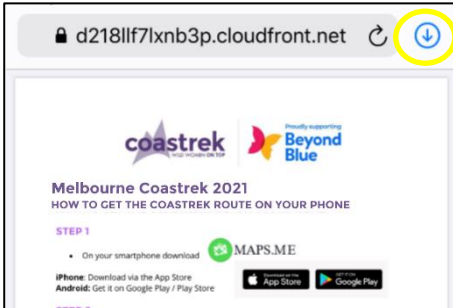 d218llf7lxnb3p.cloudfront.net
coastrek
WILD WOMEN ON TOP
Proudly supporting
Beyond
Blue
Melbourne Coastrek 2021
HOW TO GET THE COASTREK ROUTE ON YOUR PHONE
STEP 1
• On your smartphone download MAPS.ME
iPhone: Download via the App Store
Android: Get it on Google Play / Play Store
Download on the
App Store
GET IT ON
Google Play